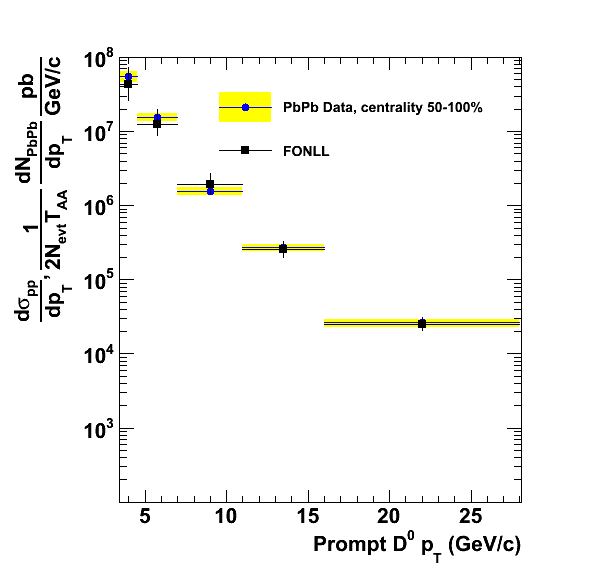 dσ_pp/dp_T, 1/2N_evt T_AA dN_PbPb/dp_T pb/GeV/c
10^8
10^7
10^6
10^5
10^4
10^3
PbPb Data, centrality 50-100%
FONLL
5 10 15 20 25
Prompt D^0 p_T (GeV/c)